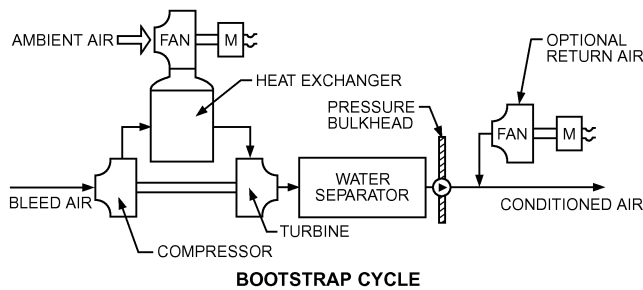 AMBIENT AIR
FAN
M
OPTIONAL
RETURN AIR
HEAT EXCHANGER
PRESSURE
BULKHEAD
FAN
M
WATER
SEPARATOR
BLEED AIR
CONDITIONED AIR
TURBINE
COMPRESSOR
BOOTSTRAP CYCLE